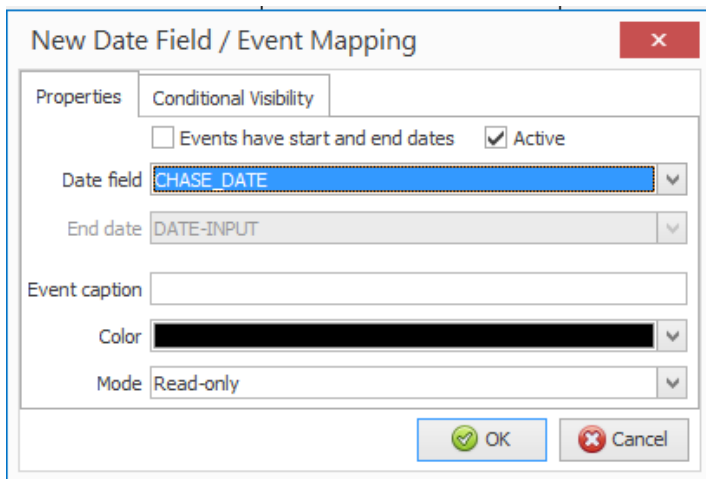 New Date Field / Event Mapping
Properties Conditional Visibility
Events have start and end dates Active
Date field CHASE_DATE
End date DATE-INPUT
Event caption
Color
Mode Read-only
OK Cancel